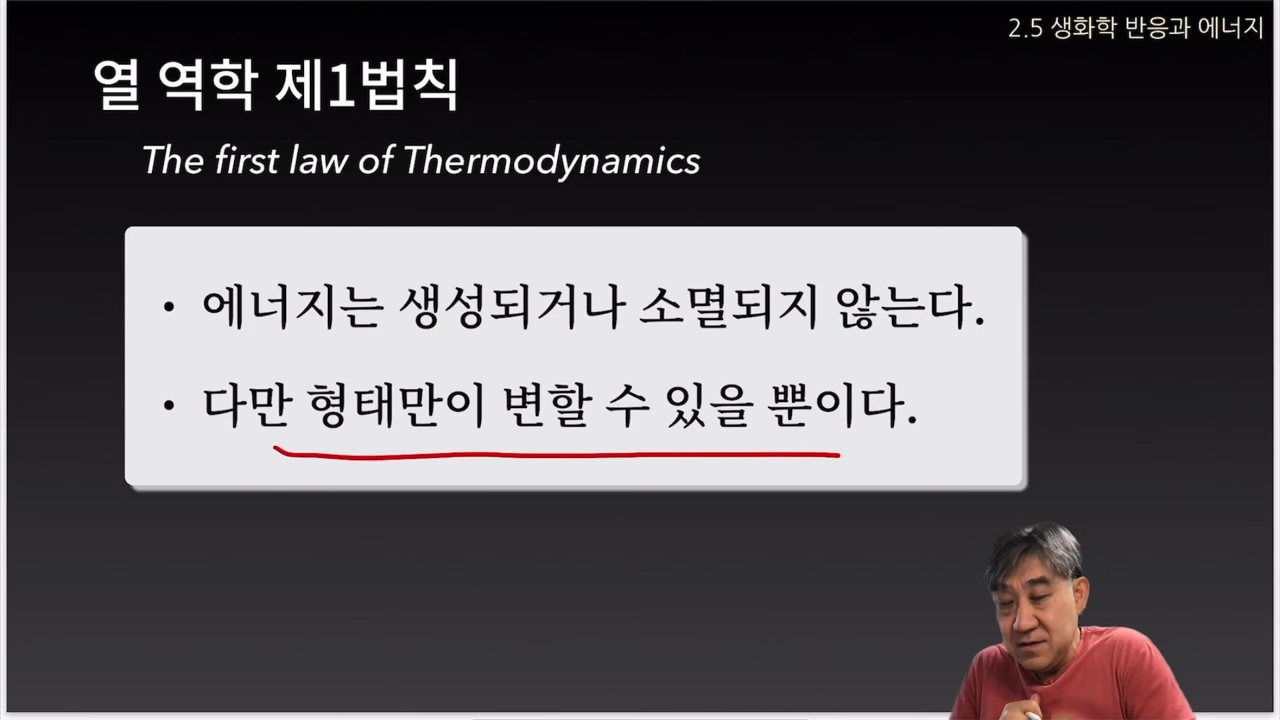 2.5 생화학 반응과 에너지
열 역학 제1법칙
The first law of Thermodynamics
• 에너지는 생성되거나 소멸되지 않는다.
• 다만 형태만이 변할 수 있을 뿐이다.